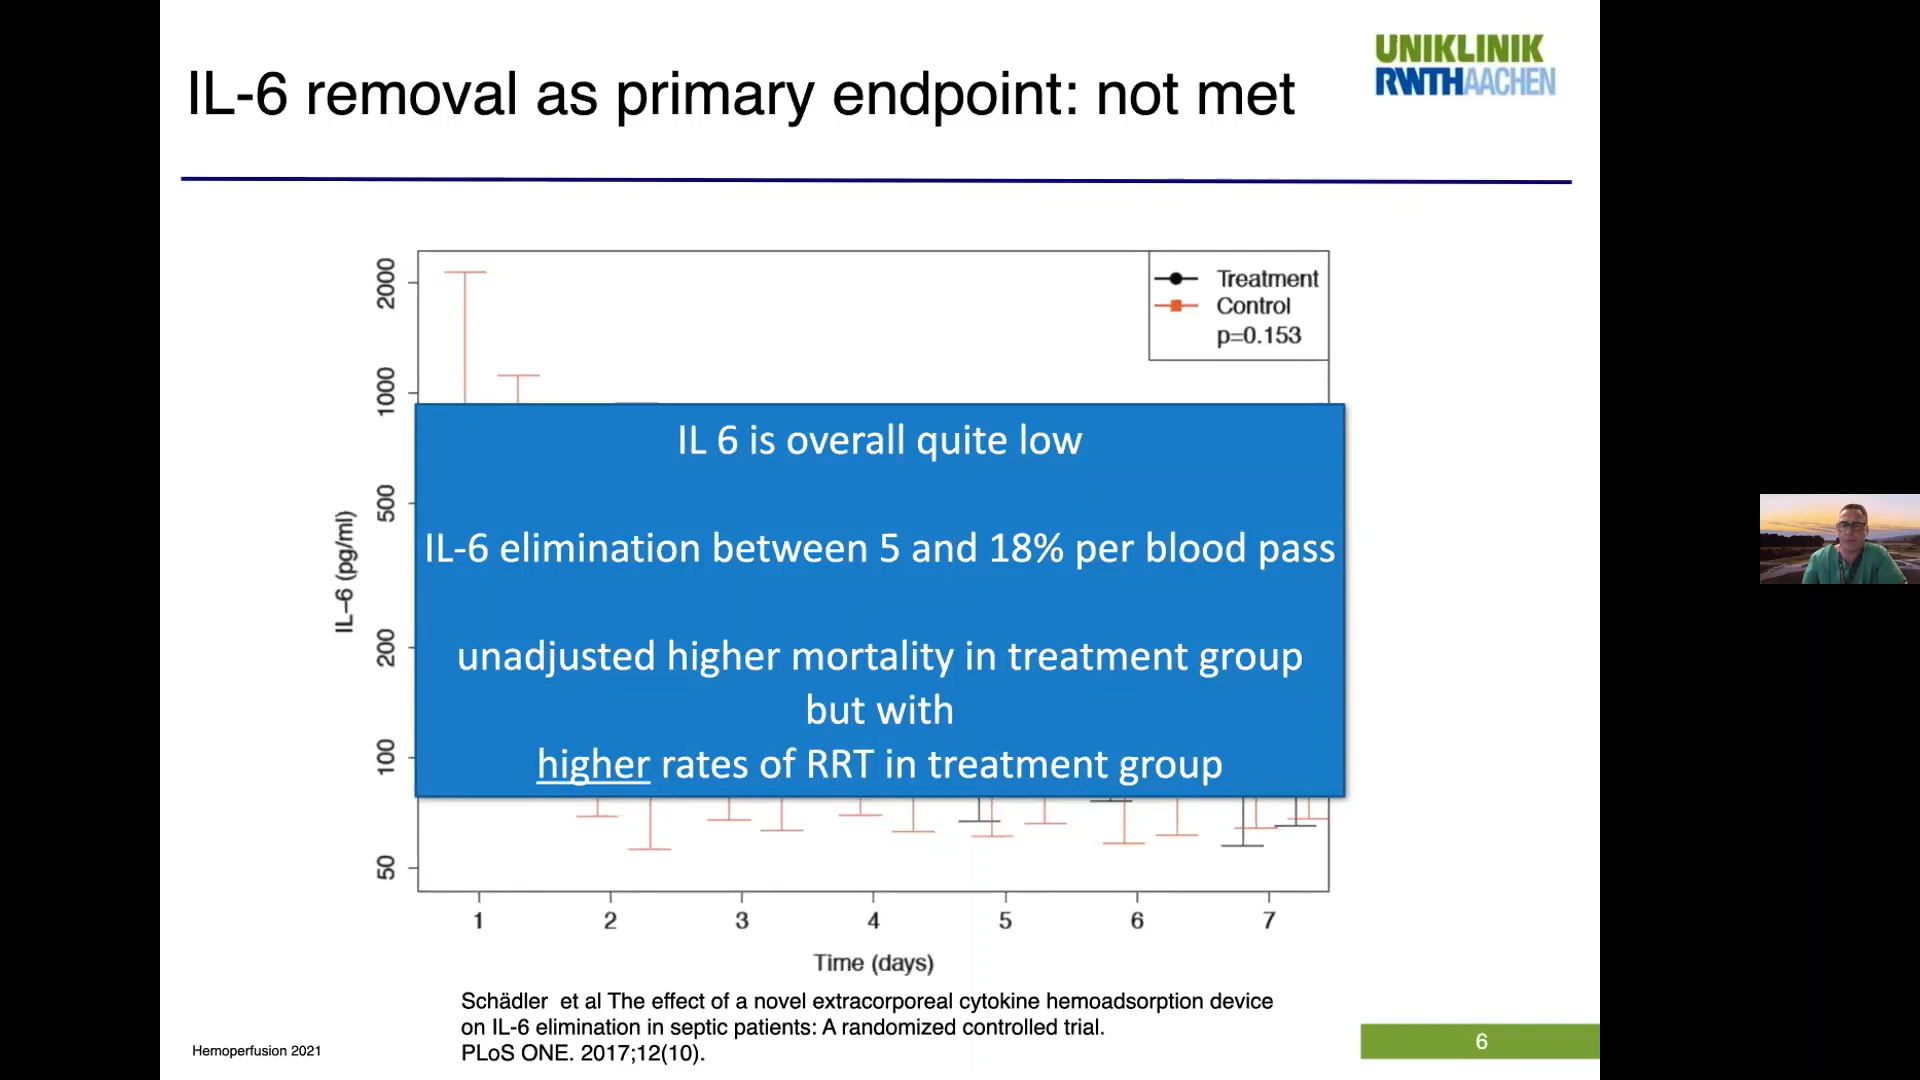 IL-6 removal as primary endpoint: not met
UNIKLINIK
RWTHAACHEN
Treatment
Control
p=0.153
2000
1000
500
200
100
50
IL-6 (pg/ml)
IL 6 is overall quite low
IL-6 elimination between 5 and 18% per blood pass
unadjusted higher mortality in treatment group
but with
higher rates of RRT in treatment group
1 2 3 4 5 6 7
Time (days)
Schädler et al The effect of a novel extracorporeal cytokine hemoadsorption device
on IL-6 elimination in septic patients: A randomized controlled trial.
PLoS ONE. 2017;12(10).
Hemoperfusion 2021
6